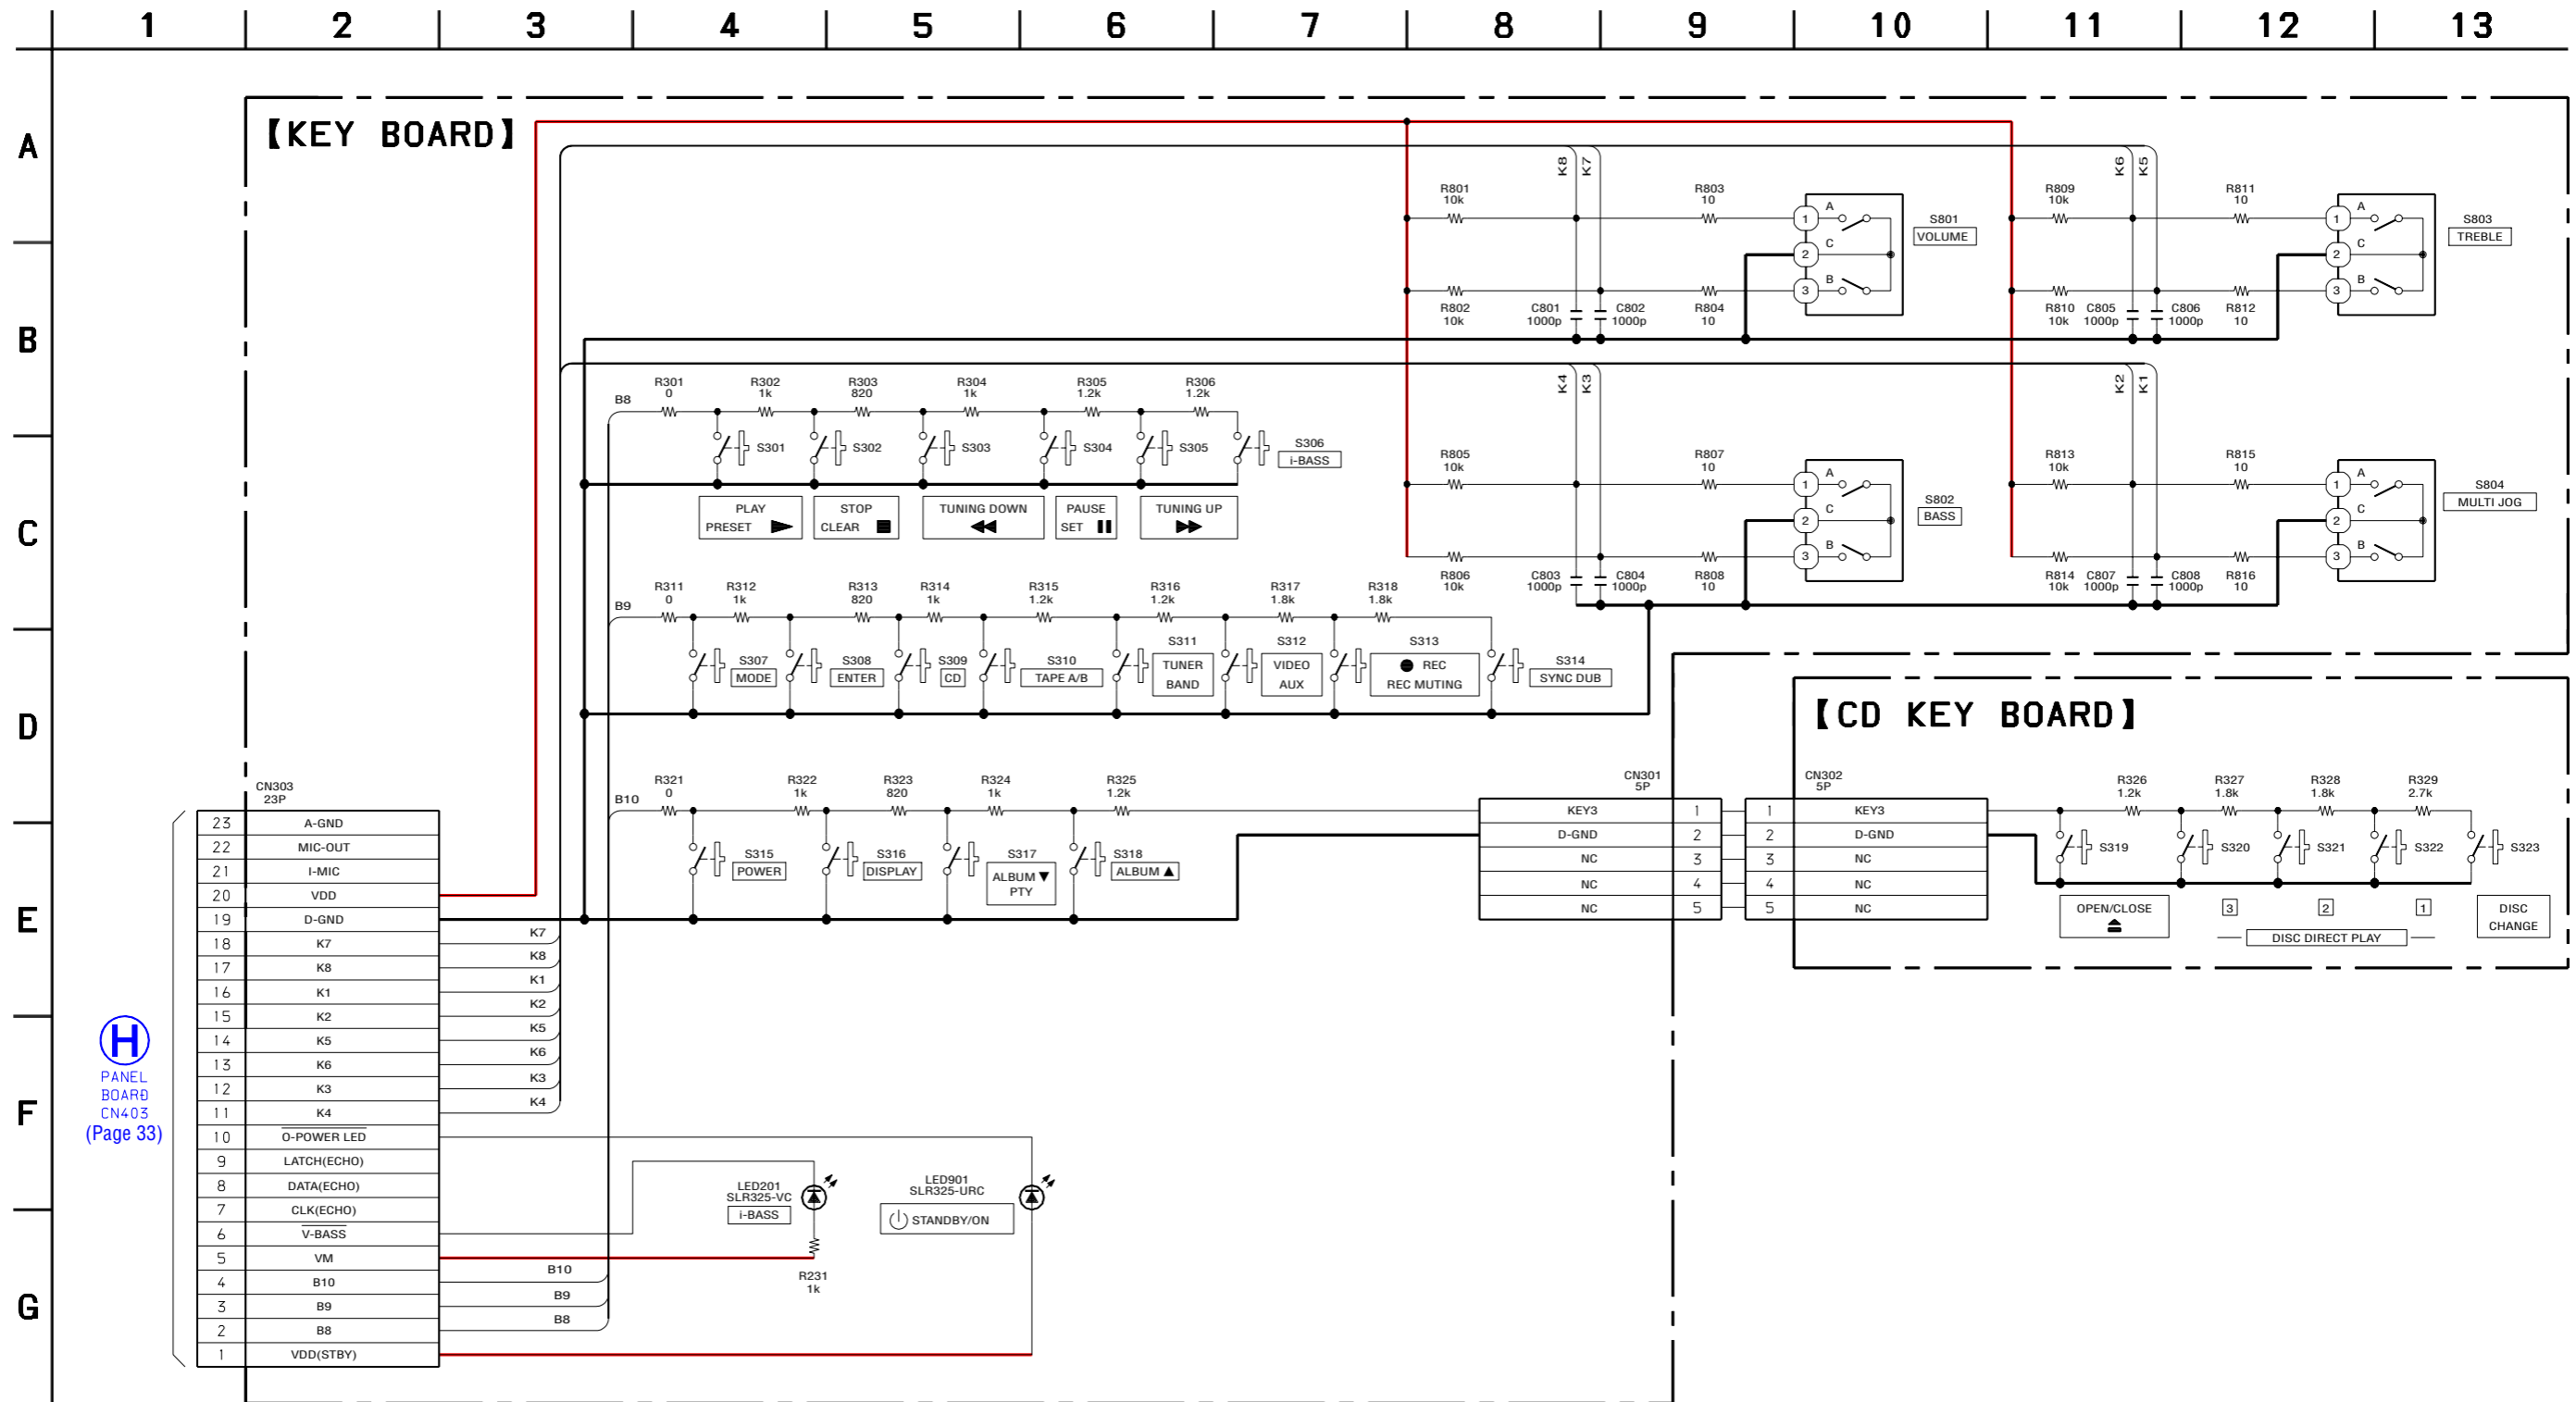 1 2 3 4 5 6 7 8 9 10 11 12 13
A
B
C
D
E
F
G
【KEY BOARD】
K8 K7 K6 K5
R801 10k
R803 10
R809 10k
R811 10
1 A
2 C
3 B
S801
VOLUME
1 A
2 C
3 B
S803
TREBLE
R802 10k
C801 1000p
C802 1000p
R804 10
R810 10k
C805 1000p
C806 1000p
R812 10
B8
R301 0
R302 1k
R303 820
R304 1k
R305 1.2k
R306 1.2k
K4 K3 K2 K1
S301
S302
S303
S304
S305
S306
i-BASS
PLAY
PRESET
STOP
CLEAR
TUNING DOWN
PAUSE
SET
TUNING UP
R805 10k
R807 10
R813 10k
R815 10
1 A
2 C
3 B
S802
BASS
1 A
2 C
3 B
S804
MULTI JOG
R806 10k
C803 1000p
C804 1000p
R808 10
R814 10k
C807 1000p
C808 1000p
R816 10
B9
R311 0
R312 1k
R313 820
R314 1k
R315 1.2k
R316 1.2k
R317 1.8k
R318 1.8k
S307
MODE
S308
ENTER
S309
CD
S310
TAPE A/B
S311
TUNER
BAND
S312
VIDEO
AUX
S313
● REC
REC MUTING
S314
SYNC DUB
【CD KEY BOARD】
B10
R321 0
R322 1k
R323 820
R324 1k
R325 1.2k
S315
POWER
S316
DISPLAY
S317
ALBUM ▼
PTY
S318
ALBUM ▲
CN301
5P
KEY3 1
D-GND 2
NC 3
NC 4
NC 5
CN302
5P
1 KEY3
2 D-GND
3 NC
4 NC
5 NC
R326 1.2k
R327 1.8k
R328 1.8k
R329 2.7k
S319
S320
S321
S322
S323
OPEN/CLOSE
3 2 1
DISC DIRECT PLAY
DISC
CHANGE
CN303
23P
23 A-GND
22 MIC-OUT
21 I-MIC
20 VDD
19 D-GND
18 K7 K7
17 K8 K8
16 K1 K1
15 K2 K2
14 K5 K5
13 K6 K6
12 K3 K3
11 K4 K4
10 O-POWER LED
9 LATCH(ECHO)
8 DATA(ECHO)
7 CLK(ECHO)
6 V-BASS
5 VM
4 B10 B10
3 B9 B9
2 B8 B8
1 VDD(STBY)
H
PANEL
BOARD
CN403
(Page 33)
LED201
SLR325-VC
i-BASS
R231
1k
LED901
SLR325-URC
STANDBY/ON